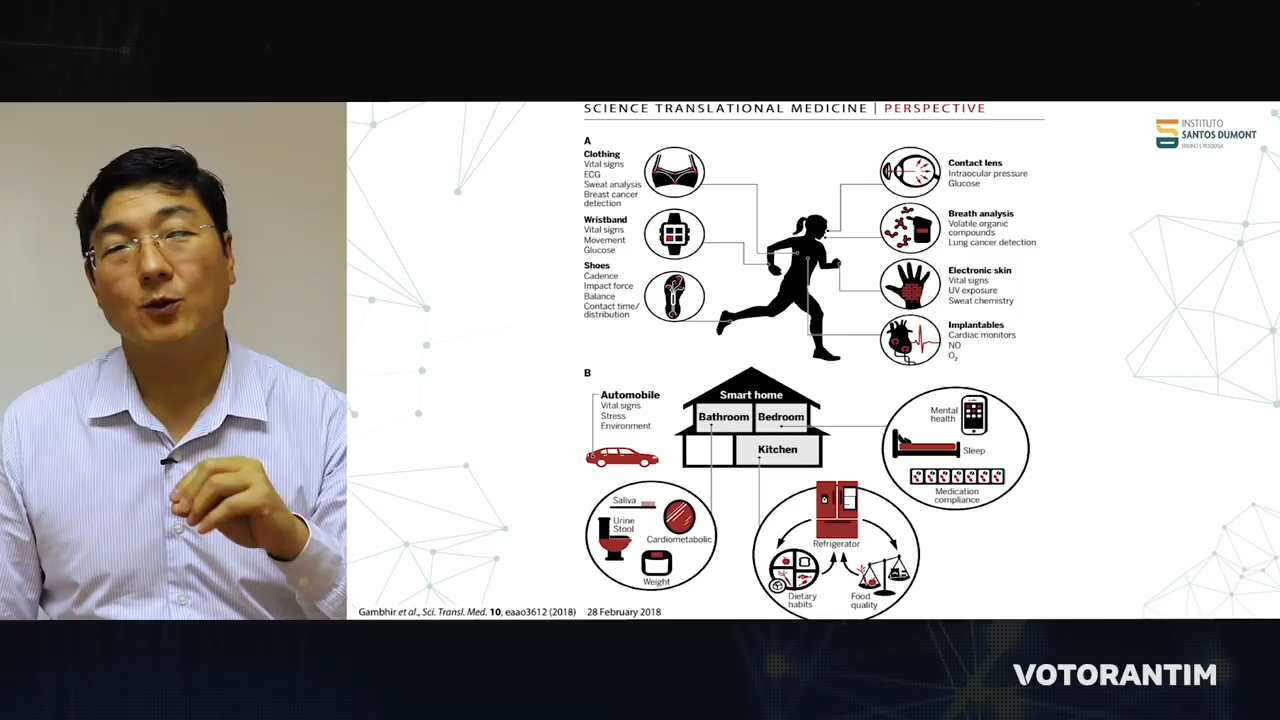 SCIENCE TRANSLATIONAL MEDICINE | PERSPECTIVE
INSTITUTO
SANTOS DUMONT
ENSINO E PESQUISA
A
Clothing
Vital signs
ECG
Sweat analysis
Breast cancer
detection
Wristband
Vital signs
Movement
Glucose
Shoes
Cadence
Impact force
Balance
Contact time/
distribution
Contact lens
Intraocular pressure
Glucose
Breath analysis
Volatile organic
compounds
Lung cancer detection
Electronic skin
Vital signs
UV exposure
Sweat chemistry
Implantables
Cardiac monitors
NO
O₂
B
Automobile
Vital signs
Stress
Environment
Smart home
Bathroom
Bedroom
Kitchen
Mental
health
Sleep
Medication
compliance
Saliva
Urine
Stool
Cardiometabolic
Weight
Refrigerator
Dietary
habits
Food
quality
Gambhir et al., Sci. Transl. Med. 10, eaao3612 (2018) 28 February 2018
VOTORANTIM